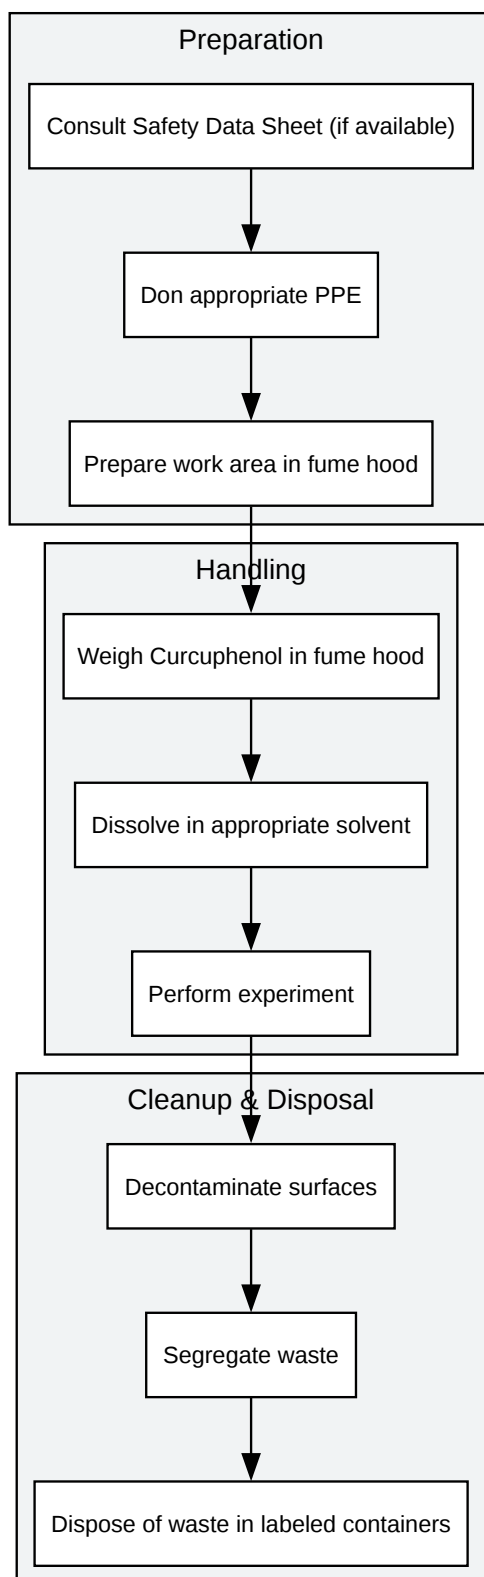 Preparation
Consult Safety Data Sheet (if available)
Don appropriate PPE
Prepare work area in fume hood
Handling
Weigh Curcuphenol in fume hood
Dissolve in appropriate solvent
Perform experiment
Cleanup & Disposal
Decontaminate surfaces
Segregate waste
Dispose of waste in labeled containers